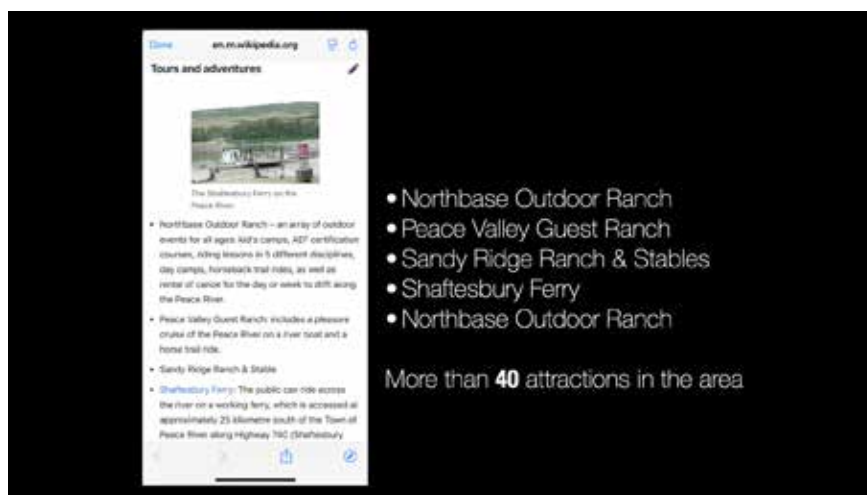 Done en.m.wikipedia.org
Tours and adventures
The Shaftesbury Ferry on the
Peace River
• Northbase Outdoor Ranch – an array of outdoor
events for all ages: kid's camps, AEF certification
courses, riding lessons in 5 different disciplines,
day camps, horseback trail rides, as well as
rental of canoe for the day or week to drift along
the Peace River.
• Peace Valley Guest Ranch: includes a pleasure
cruise of the Peace River on a river boat and a
horse trail ride.
• Sandy Ridge Ranch & Stable
• Shaftesbury Ferry: The public can ride across
the river on a working ferry, which is accessed at
approximately 25 kilometre south of the Town of
Peace River along Highway 740 (Shaftesbury
• Northbase Outdoor Ranch
• Peace Valley Guest Ranch
• Sandy Ridge Ranch & Stables
• Shaftesbury Ferry
• Northbase Outdoor Ranch
More than 40 attractions in the area